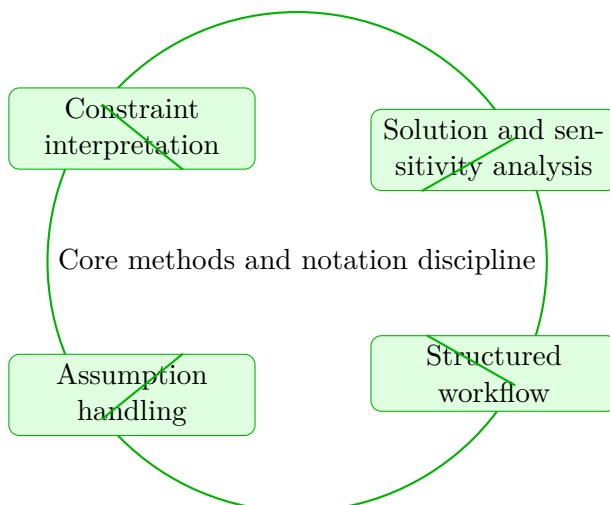 Constraint
interpretation
Solution and sen-
sitivity analysis
Core methods and notation discipline
Assumption
handling
Structured
workflow